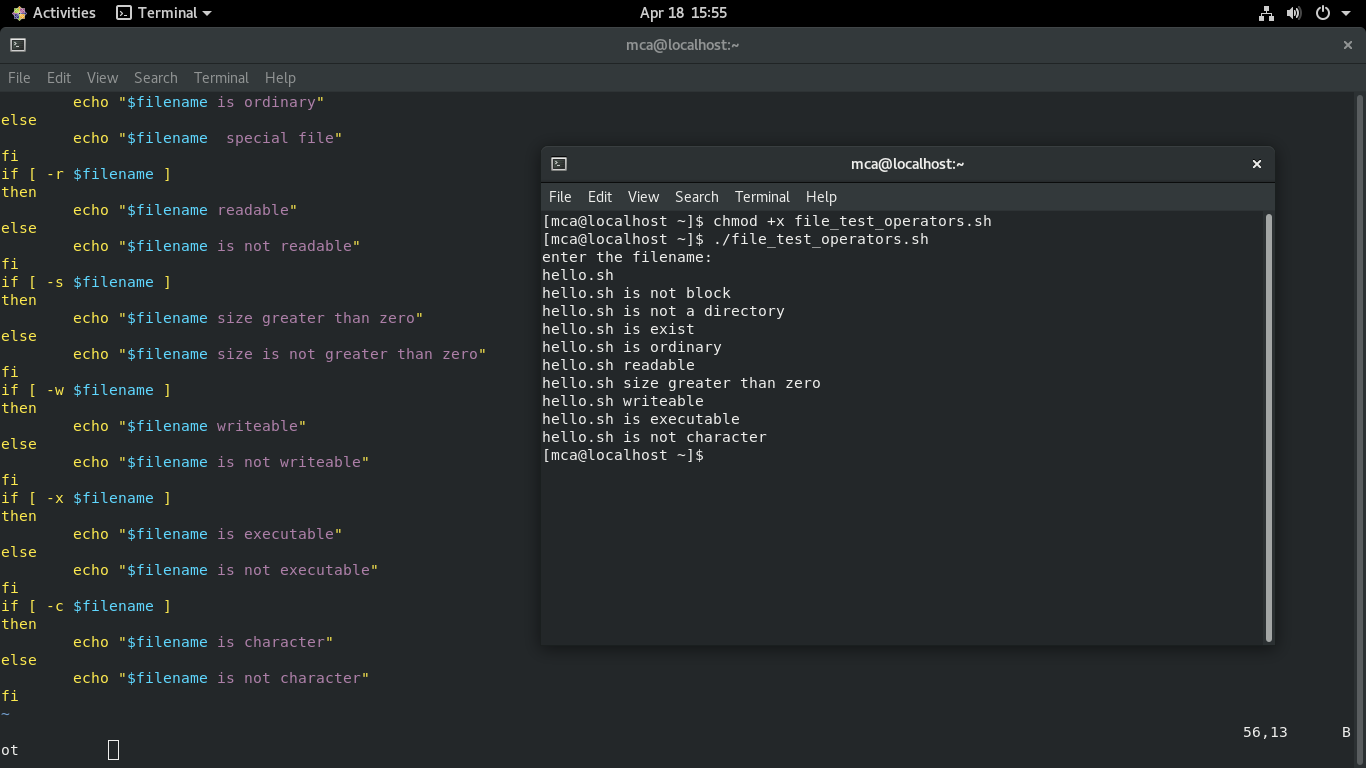 Activities Terminal Apr 18 15:55
mca@localhost:~
File Edit View Search Terminal Help
        echo "$filename is ordinary"
else
        echo "$filename  special file"
fi
if [ -r $filename ]
then
        echo "$filename readable"
else
        echo "$filename is not readable"
fi
if [ -s $filename ]
then
        echo "$filename size greater than zero"
else
        echo "$filename size is not greater than zero"
fi
if [ -w $filename ]
then
        echo "$filename writeable"
else
        echo "$filename is not writeable"
fi
if [ -x $filename ]
then
        echo "$filename is executable"
else
        echo "$filename is not executable"
fi
if [ -c $filename ]
then
        echo "$filename is character"
else
        echo "$filename is not character"
fi
~
56,13 B
ot
mca@localhost:~
File Edit View Search Terminal Help
[mca@localhost ~]$ chmod +x file_test_operators.sh
[mca@localhost ~]$ ./file_test_operators.sh
enter the filename:
hello.sh
hello.sh is not block
hello.sh is not a directory
hello.sh is exist
hello.sh is ordinary
hello.sh readable
hello.sh size greater than zero
hello.sh writeable
hello.sh is executable
hello.sh is not character
[mca@localhost ~]$